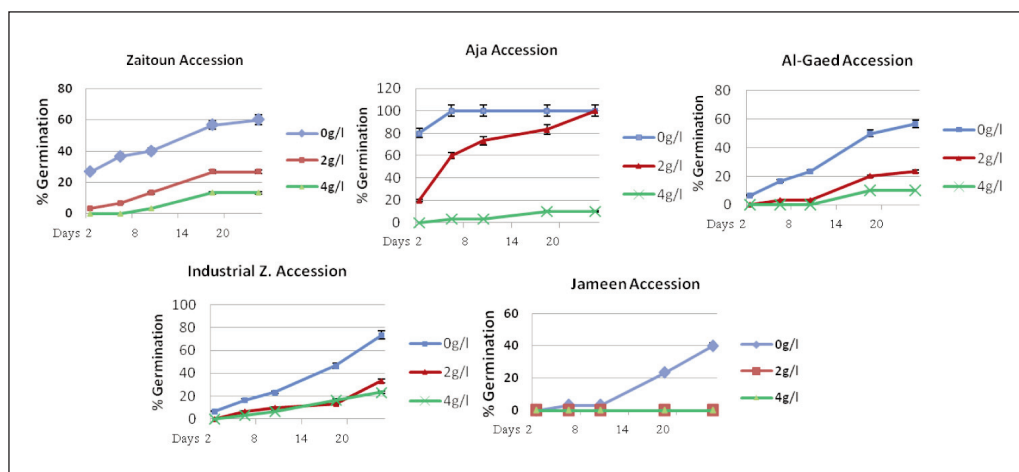 Zaitoun Accession
% Germination
80
60
40
20
0
Days 2 8 14 20
0g/l
2g/l
4g/l
Aja Accession
% Germination
120
100
80
60
40
20
0
Days 2 8 14 20
0g/l
2g/l
4g/l
Al-Gaed Accession
% Germination
80
60
40
20
0
Days 2 8 14 20
0g/l
2g/l
4g/l
Industrial Z. Accession
% Germination
100
80
60
40
20
0
Days 2 8 14 20
0g/l
2g/l
4g/l
Jameen Accession
% Germination
60
40
20
0
Days 2 8 14 20
0g/l
2g/l
4g/l